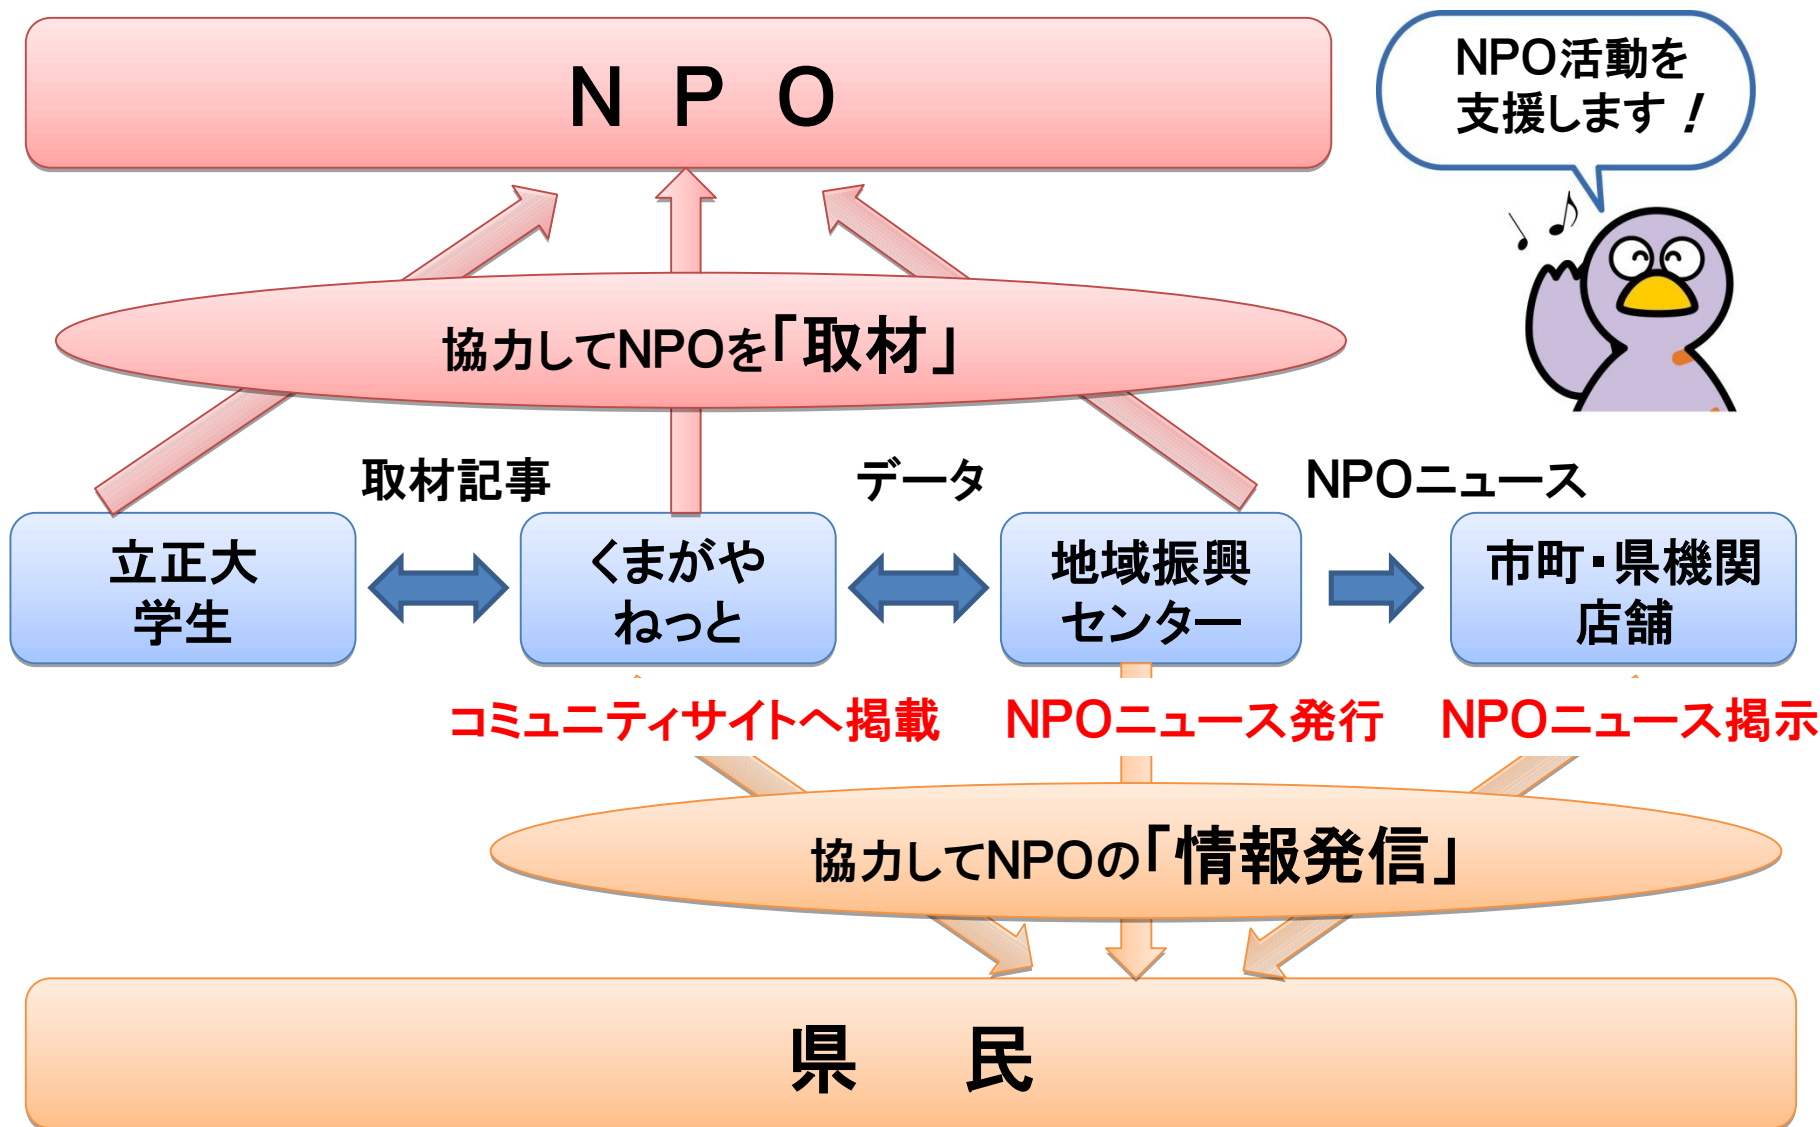 NPO
NPO活動を
支援します！
協力してNPOを「取材」
取材記事
データ
NPOニュース
立正大
学生
くまがや
ねっと
地域振興
センター
市町・県機関
店舗
コミュニティサイトへ掲載
NPOニュース発行
NPOニュース掲示
協力してNPOの「情報発信」
県民